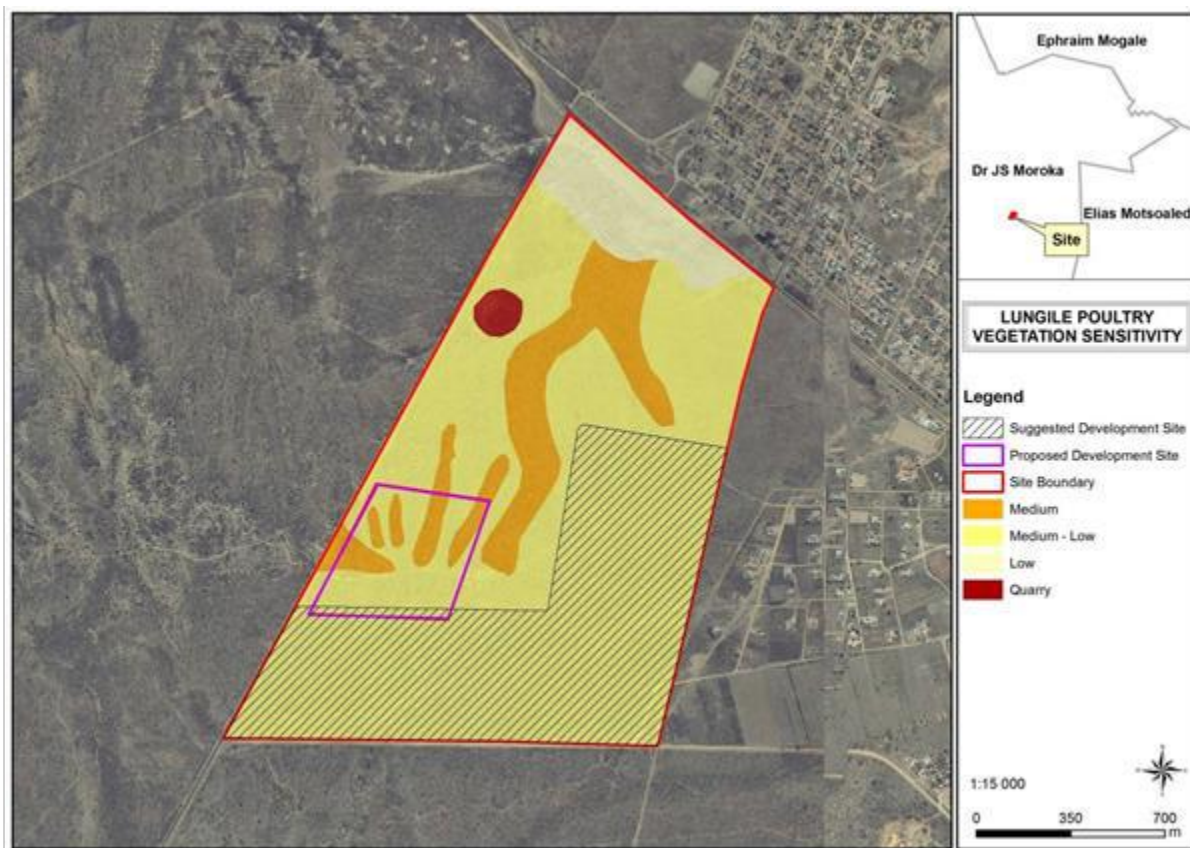 Ephraim Mogale
Dr JS Moroka
Elias Motsoaled
Site
LUNGILE POULTRY
VEGETATION SENSITIVITY
Legend
Suggested Development Site
Proposed Development Site
Site Boundary
Medium
Medium - Low
Low
Quarry
1:15 000
0 350 700
m